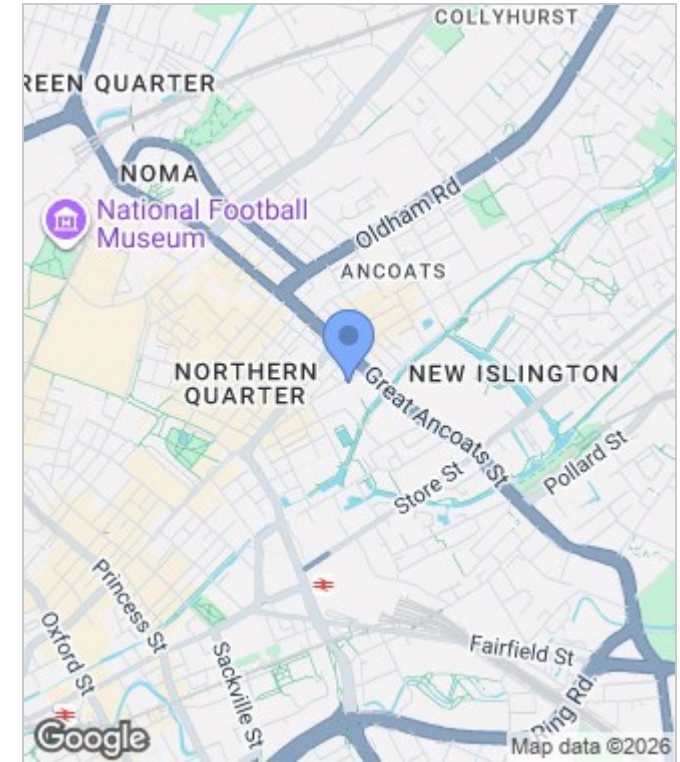 COLLYHURST
REEN QUARTER
NOMA
National Football
Museum
Oldham Rd
ANCOATS
NORTHERN
QUARTER
NEW ISLINGTON
Great Ancoats St
Pollard St
Store St
Princess St
Oxford St
Sackville St
Fairfield St
Ring Rd
Google
Map data ©2026